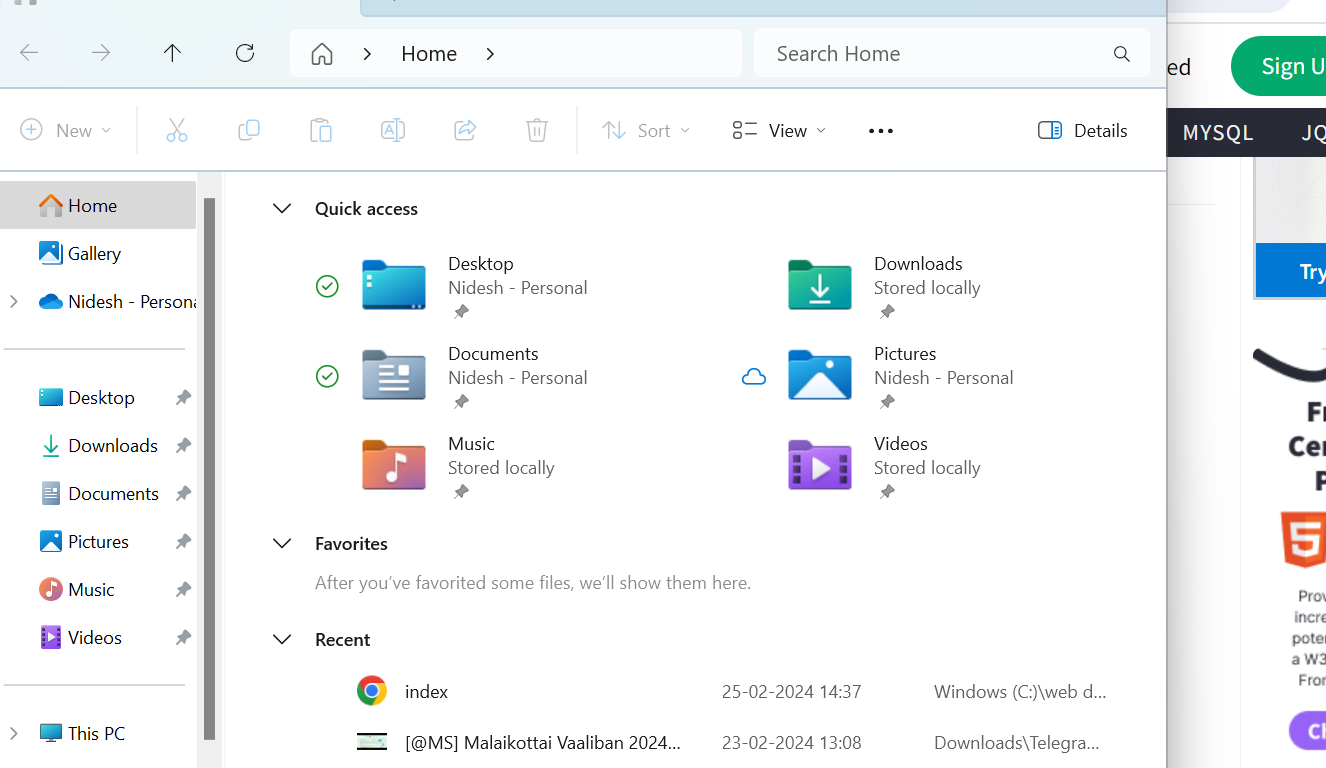 Home
Search Home
ed
Sign U
New
Sort
View
Details
MYSQL
JQ
Home
Gallery
Nidesh - Persona
Desktop
Downloads
Documents
Pictures
Music
Videos
This PC
Quick access
Desktop
Nidesh - Personal
Downloads
Stored locally
Documents
Nidesh - Personal
Pictures
Nidesh - Personal
Music
Stored locally
Videos
Stored locally
Favorites
After you've favorited some files, we'll show them here.
Recent
index 25-02-2024 14:37 Windows (C:)\web d...
[@MS] Malaikottai Vaaliban 2024... 23-02-2024 13:08 Downloads\Telegra...
Try
Fr
Cer
P
5
Prov
incre
poter
a W3
From
Ch